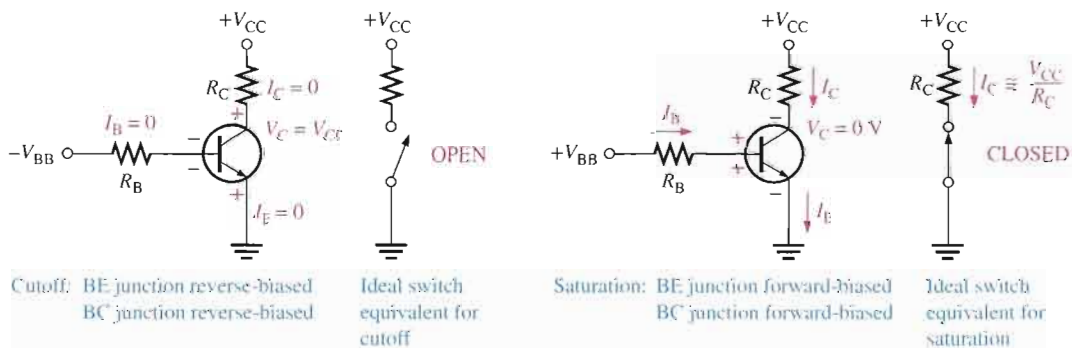 +V_CC
R_C
I_C = 0
I_B = 0
V_C = V_CC
-V_BB
R_B
I_E = 0
+V_CC
OPEN
+V_CC
R_C
I_C
I_B
V_C = 0 V
+V_BB
R_B
I_E
+V_CC
R_C
I_C ≅ V_CC / R_C
CLOSED
Cutoff: BE junction reverse-biased
BC junction reverse-biased
Ideal switch
equivalent for
cutoff
Saturation: BE junction forward-biased
BC junction forward-biased
Ideal switch
equivalent for
saturation